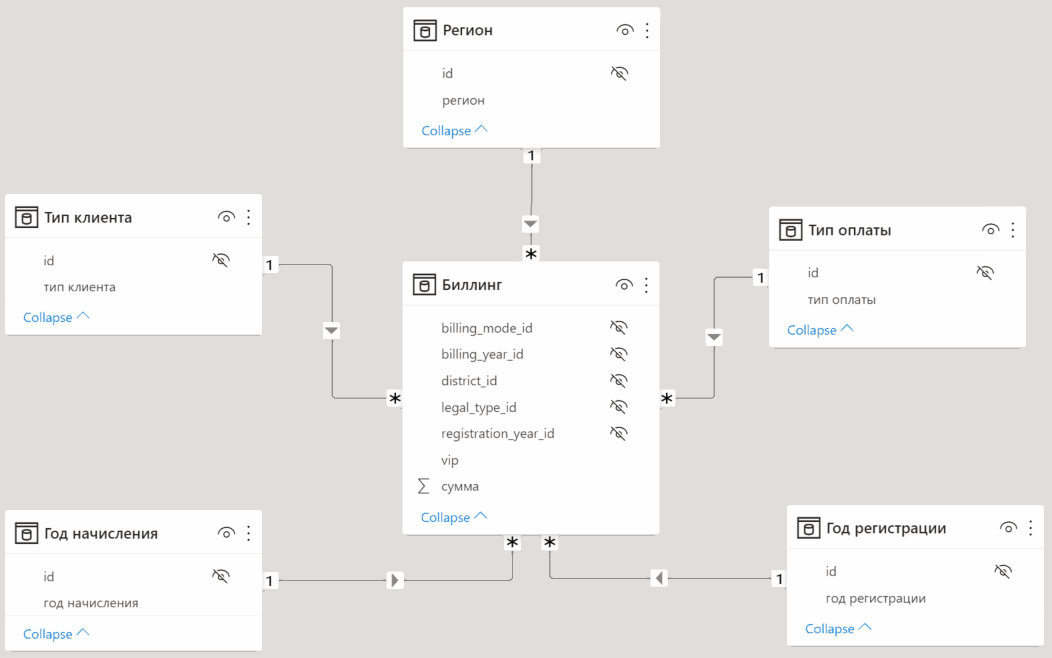 Регион
id
регион
Collapse
1
*
Тип клиента
id
тип клиента
Collapse
1
*
Тип оплаты
id
тип оплаты
Collapse
1
*
Биллинг
billing_mode_id
billing_year_id
district_id
legal_type_id
registration_year_id
vip
∑ сумма
Collapse
*
*
Год начисления
id
год начисления
Collapse
1
Год регистрации
id
год регистрации
Collapse
1